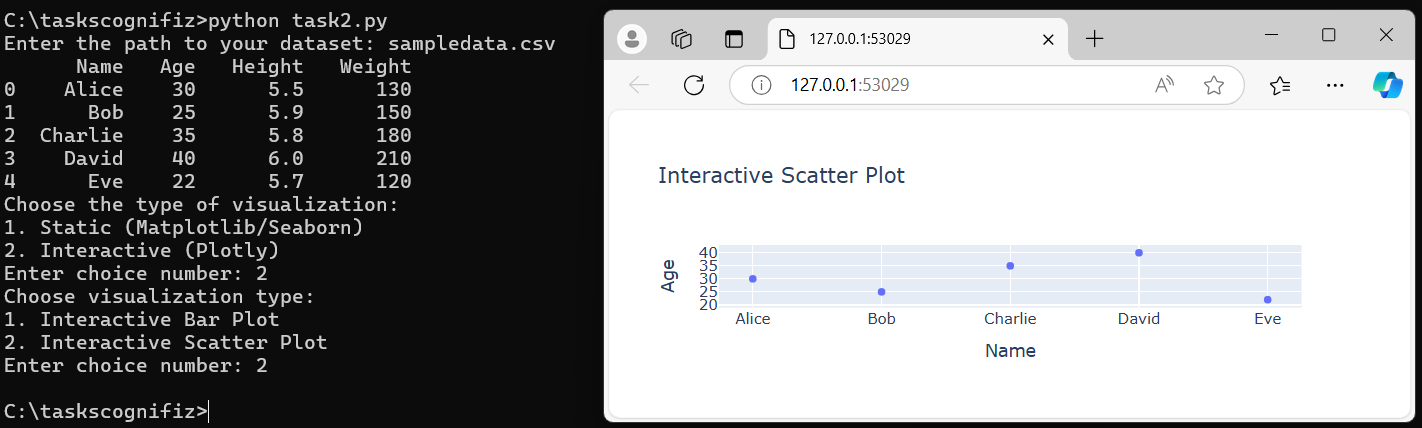 C:\taskscognifiz>python task2.py
Enter the path to your dataset: sampledata.csv
Name Age Height Weight
0 Alice 30 5.5 130
1 Bob 25 5.9 150
2 Charlie 35 5.8 180
3 David 40 6.0 210
4 Eve 22 5.7 120
Choose the type of visualization:
1. Static (Matplotlib/Seaborn)
2. Interactive (Plotly)
Enter choice number: 2
Choose visualization type:
1. Interactive Bar Plot
2. Interactive Scatter Plot
Enter choice number: 2
C:\taskscognifiz>
127.0.0.1:53029
127.0.0.1:53029
Interactive Scatter Plot
Age
40
35
30
25
20
Alice Bob Charlie David Eve
Name